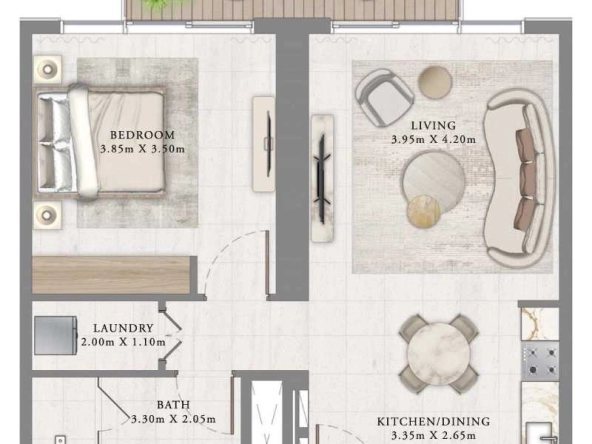 BEDROOM
3.85m X 3.50m
LIVING
3.95m X 4.20m
LAUNDRY
2.00m X 1.10m
BATH
3.30m X 2.05m
KITCHEN/DINING
3.35m X 2.65m